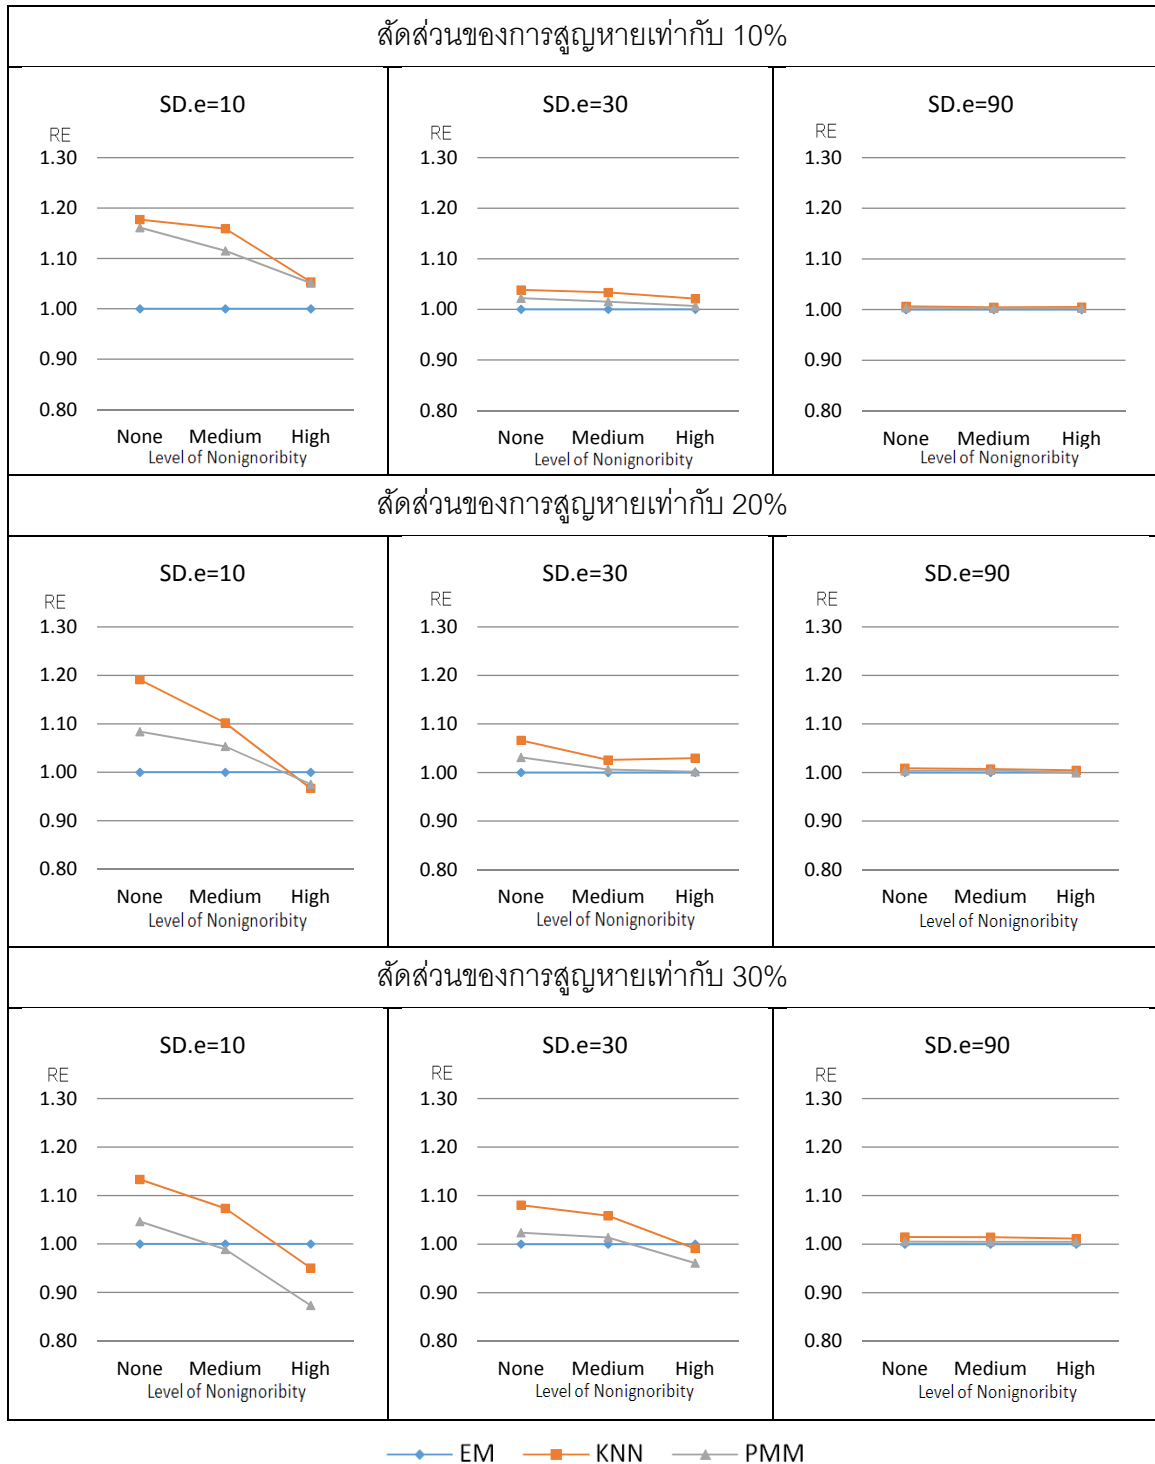 สัดส่วนของการสูญหายเท่ากับ 10%
SD.e=10
RE
1.30
1.20
1.10
1.00
0.90
0.80
None Medium High
Level of Nonignoribity
SD.e=30
RE
1.30
1.20
1.10
1.00
0.90
0.80
None Medium High
Level of Nonignoribity
SD.e=90
RE
1.30
1.20
1.10
1.00
0.90
0.80
None Medium High
Level of Nonignoribity
สัดส่วนของการสูญหายเท่ากับ 20%
SD.e=10
RE
1.30
1.20
1.10
1.00
0.90
0.80
None Medium High
Level of Nonignoribity
SD.e=30
RE
1.30
1.20
1.10
1.00
0.90
0.80
None Medium High
Level of Nonignoribity
SD.e=90
RE
1.30
1.20
1.10
1.00
0.90
0.80
None Medium High
Level of Nonignoribity
สัดส่วนของการสูญหายเท่ากับ 30%
SD.e=10
RE
1.30
1.20
1.10
1.00
0.90
0.80
None Medium High
Level of Nonignoribity
SD.e=30
RE
1.30
1.20
1.10
1.00
0.90
0.80
None Medium High
Level of Nonignoribity
SD.e=90
RE
1.30
1.20
1.10
1.00
0.90
0.80
None Medium High
Level of Nonignoribity
EM KNN PMM